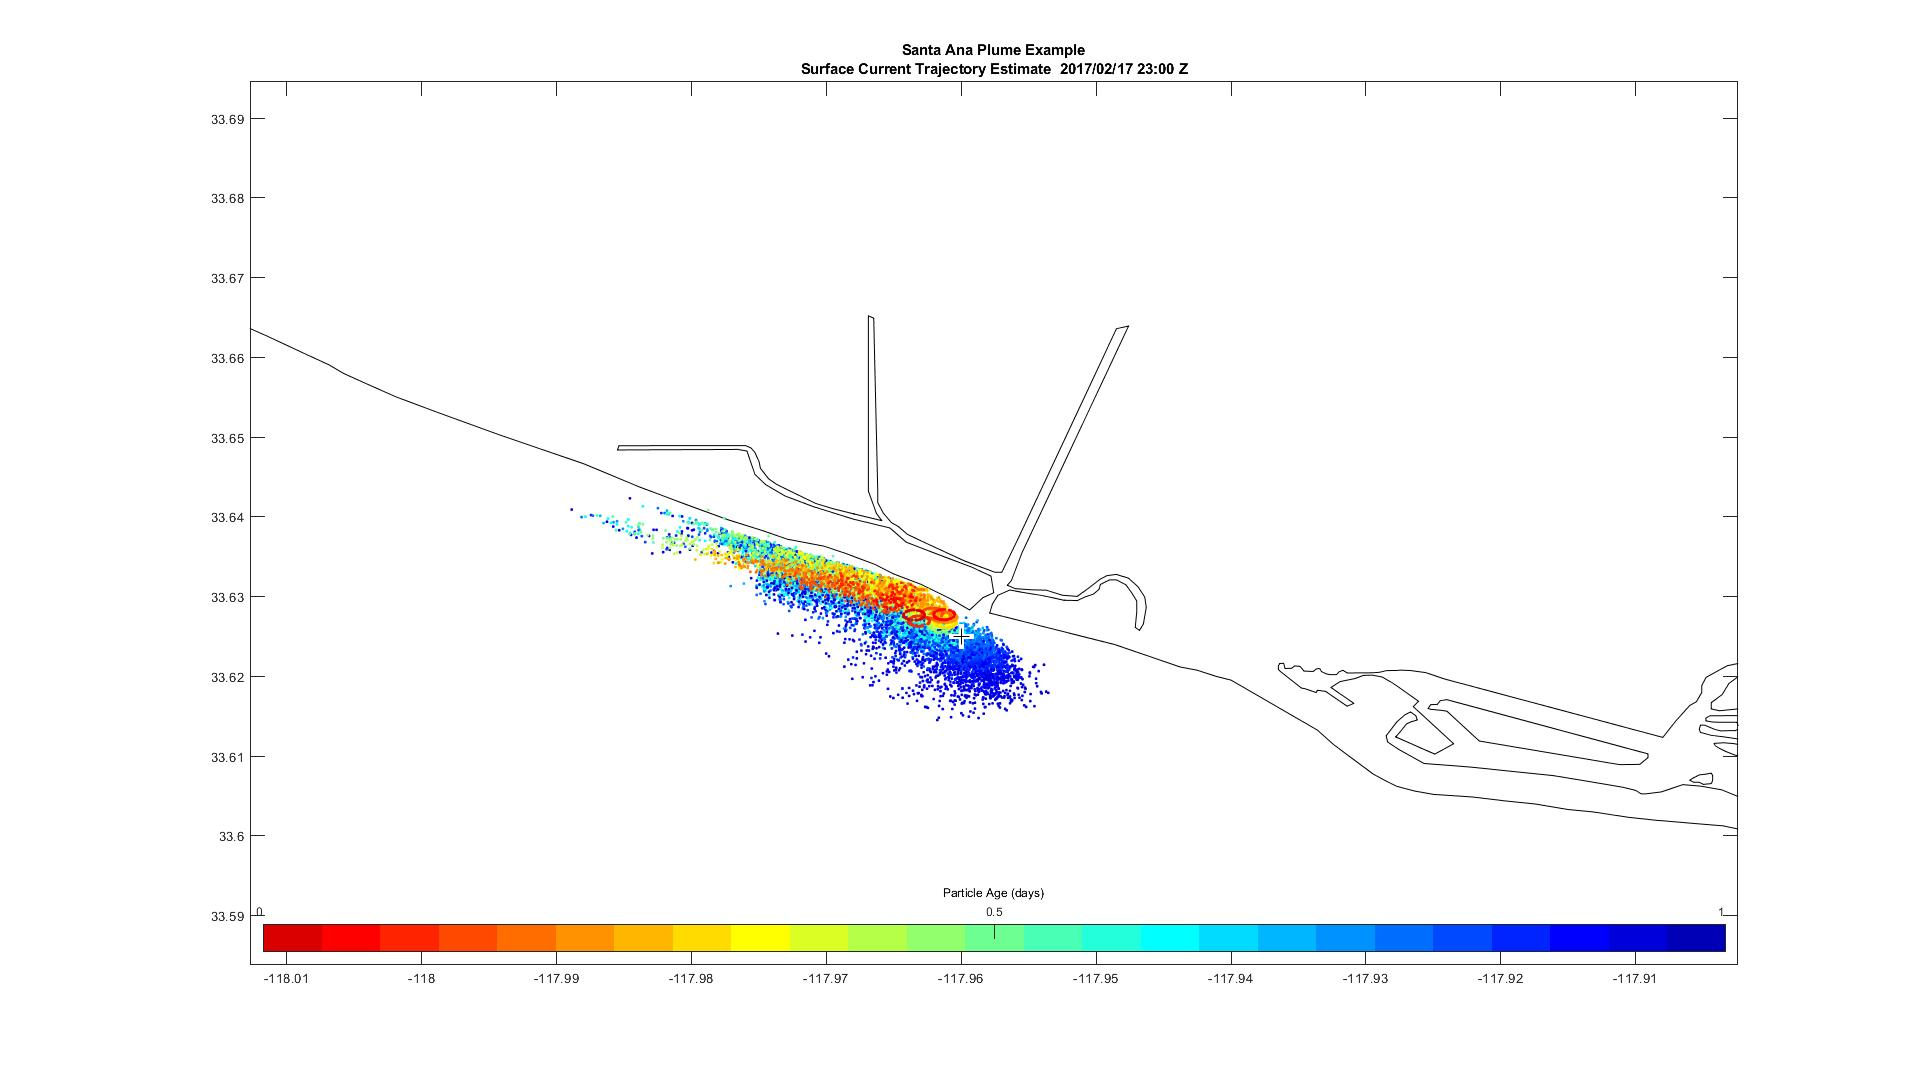 Santa Ana Plume Example
Surface Current Trajectory Estimate 2017/02/17 23:00 Z
33.69
33.68
33.67
33.66
33.65
33.64
33.63
33.62
33.61
33.6
33.59
Particle Age (days)
0 0.5 1
-118.01 -118 -117.99 -117.98 -117.97 -117.96 -117.95 -117.94 -117.93 -117.92 -117.91